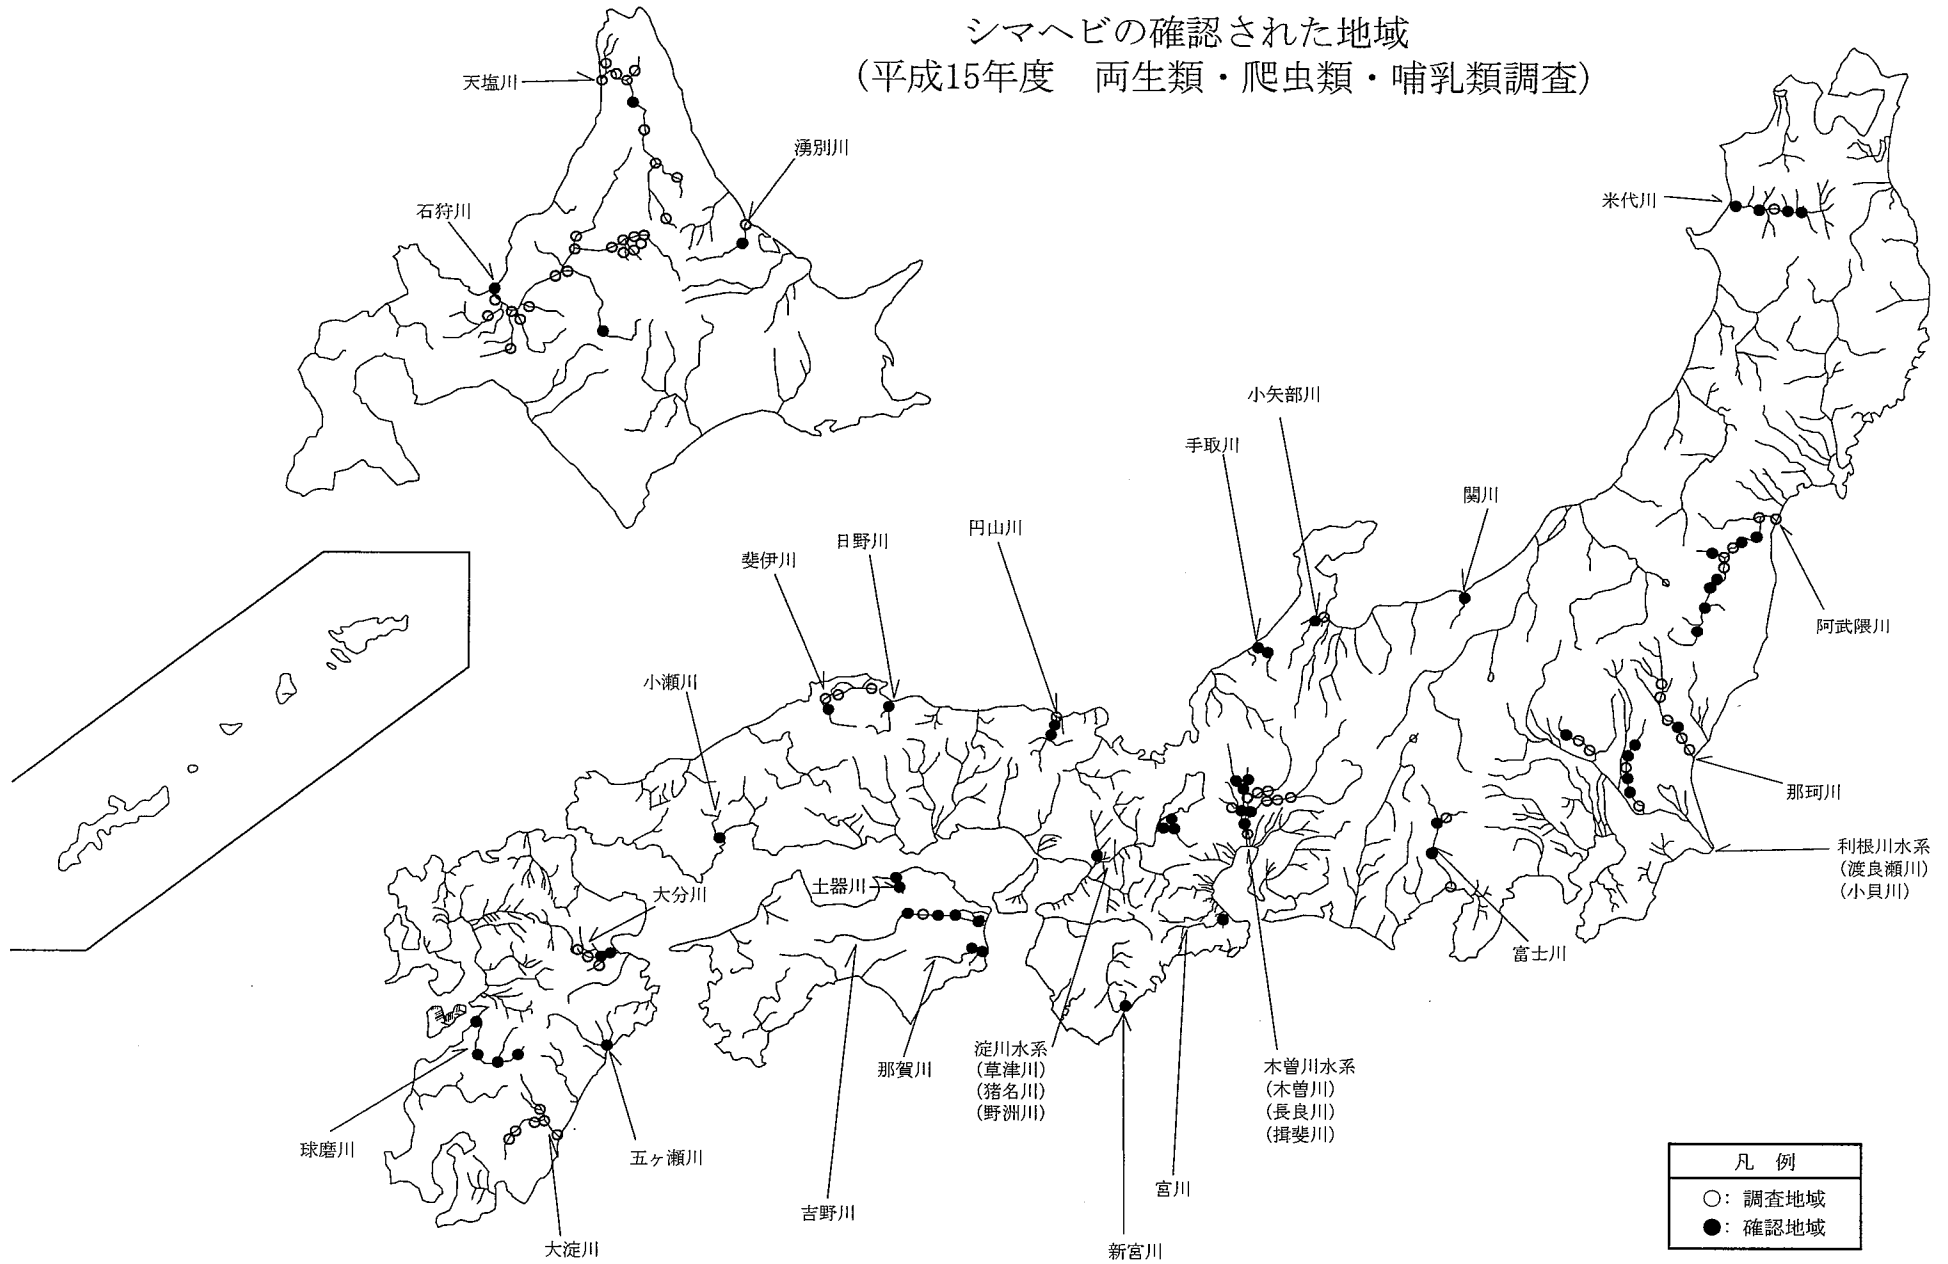 シマヘビの確認された地域
(平成15年度　両生類・爬虫類・哺乳類調査)
天塩川
湧別川
石狩川
米代川
小矢部川
手取川
関川
円山川
日野川
斐伊川
阿武隈川
小瀬川
那珂川
利根川水系
(渡良瀬川)
(小貝川)
土器川
大分川
富士川
淀川水系
(草津川)
(猪名川)
(野洲川)
那賀川
木曽川水系
(木曽川)
(長良川)
(揖斐川)
球磨川
五ヶ瀬川
宮川
吉野川
大淀川
新宮川
凡　例
○：調査地域
●：確認地域